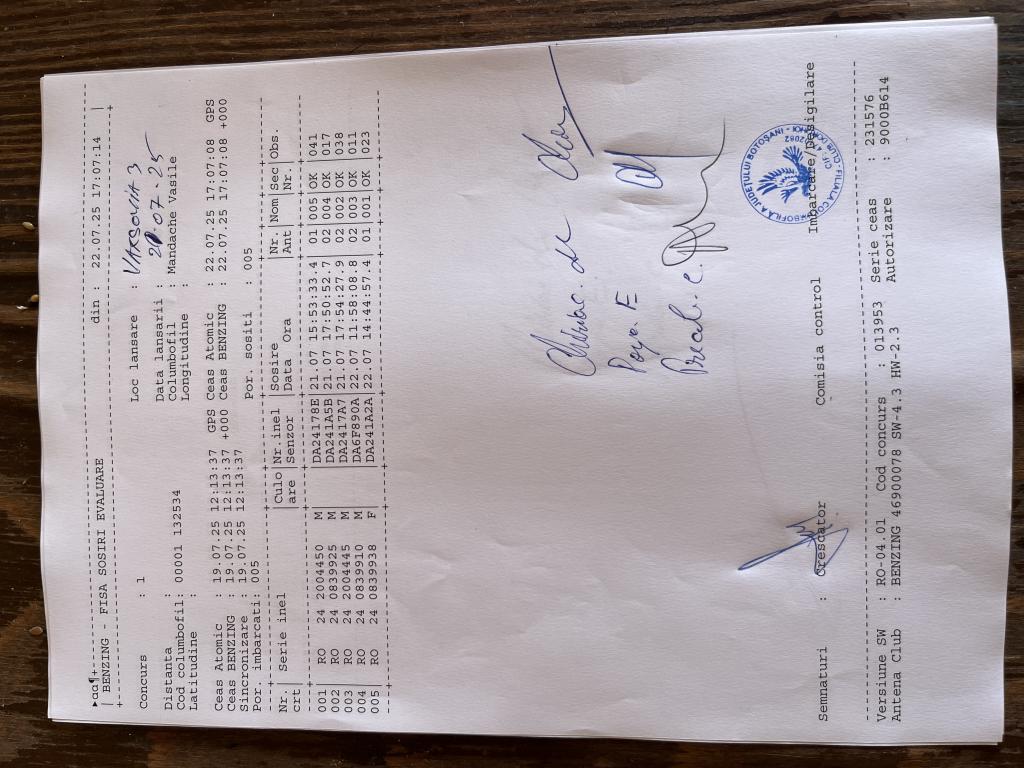 ►αα¶+
| BENZING - FISA SOSIRI EVALUARE din : 22.07.25 17:07:14 |
Concurs : 1 Loc lansare : VARSOVIA 3
Distanta : Data lansarii :
Cod columbofil: 00001 132534 Columbofil : Mandache Vasile
Latitudine : Longitudine :
Ceas Atomic : 19.07.25 12:13:37 GPS Ceas Atomic : 22.07.25 17:07:08 GPS
Ceas BENZING : 19.07.25 12:13:37 +000 Ceas BENZING : 22.07.25 17:07:08 +000
Sincronizare : 19.07.25 12:13:37
Por. imbarcati: 005 Por. sositi : 005
Nr.| Serie inel |Culo|Nr.inel |Sosire |Nr. |Nom|Sec|Obs.
crt| |are |Senzor |Data Ora |Ant | |Nr.|
001| RO 24 2004450 M |DA24178E|21.07 15:53:33.4|01|005|OK|041
002| RO 24 0839925 M |DA241A5B|21.07 17:50:52.7|02|004|OK|017
003| RO 24 2004445 M |DA2417A7|21.07 17:54:27.9|02|002|OK|038
004| RO 24 0839910 M |DA6F890A|22.07 11:58:08.8|02|003|OK|011
005| RO 24 0839938 F |DA241A2A|22.07 14:44:57.4|01|001|OK|023
Semnaturi : Crescator Comisia control Imbarcare/Desigilare
Versiune SW : RO-04.01 Cod concurs : 013953 Serie ceas : 231576
Antena Club : BENZING 46900078 SW-4.3 HW-2.3 Autorizare : 9000B614